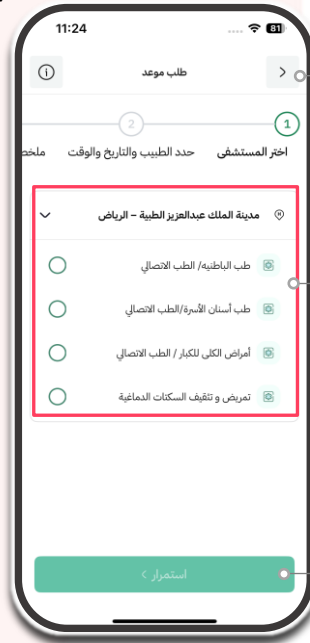 11:24
81
طلب موعد
1
2
اختر المستشفى
حدد الطبيب والتاريخ والوقت
ملخص
مدينة الملك عبدالعزيز الطبية – الرياض
طب الباطنيه/ الطب الاتصالي
طب أسنان الأسرة/الطب الاتصالي
أمراض الكلى للكبار / الطب الاتصالي
تمريض و تثقيف السكتات الدماغية
استمرار >